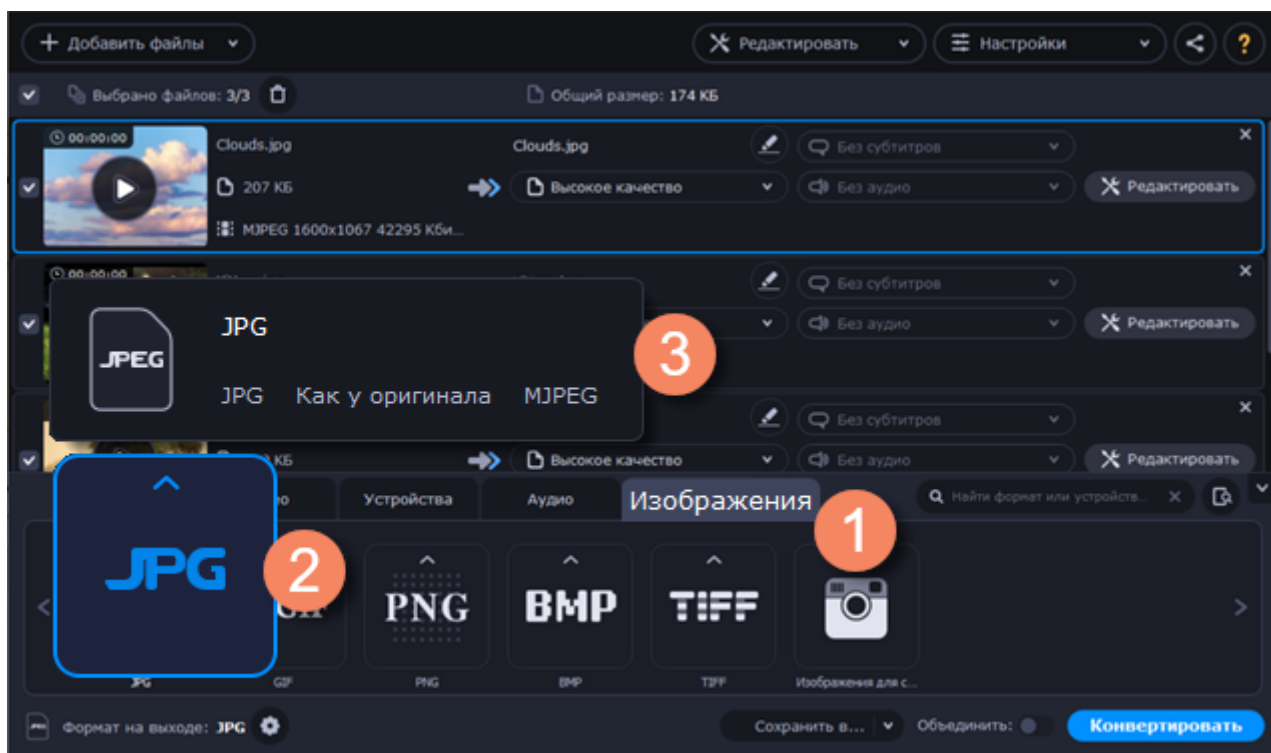 Добавить файлы
Редактировать
Настройки
?
Выбрано файлов: 3/3
Общий размер: 174 КБ
00:00:00
Clouds.jpg
Clouds.jpg
Без субтитров
207 КБ
Высокое качество
Без аудио
Редактировать
MJPEG 1600x1067 42295 Кби...
00:00:00
Без субтитров
JPG
JPEG
3
Без аудио
Редактировать
JPG Как у оригинала MJPEG
Без субтитров
КБ
Высокое качество
Без аудио
Редактировать
Устройства
Аудио
Изображения
1
Найти формат или устройств...
JPG
2
PNG
BMP
TIFF
JPG
GIF
PNG
BMP
TIFF
Изображения для с...
Формат на выходе: JPG
Сохранить в...
Объединить:
Конвертировать